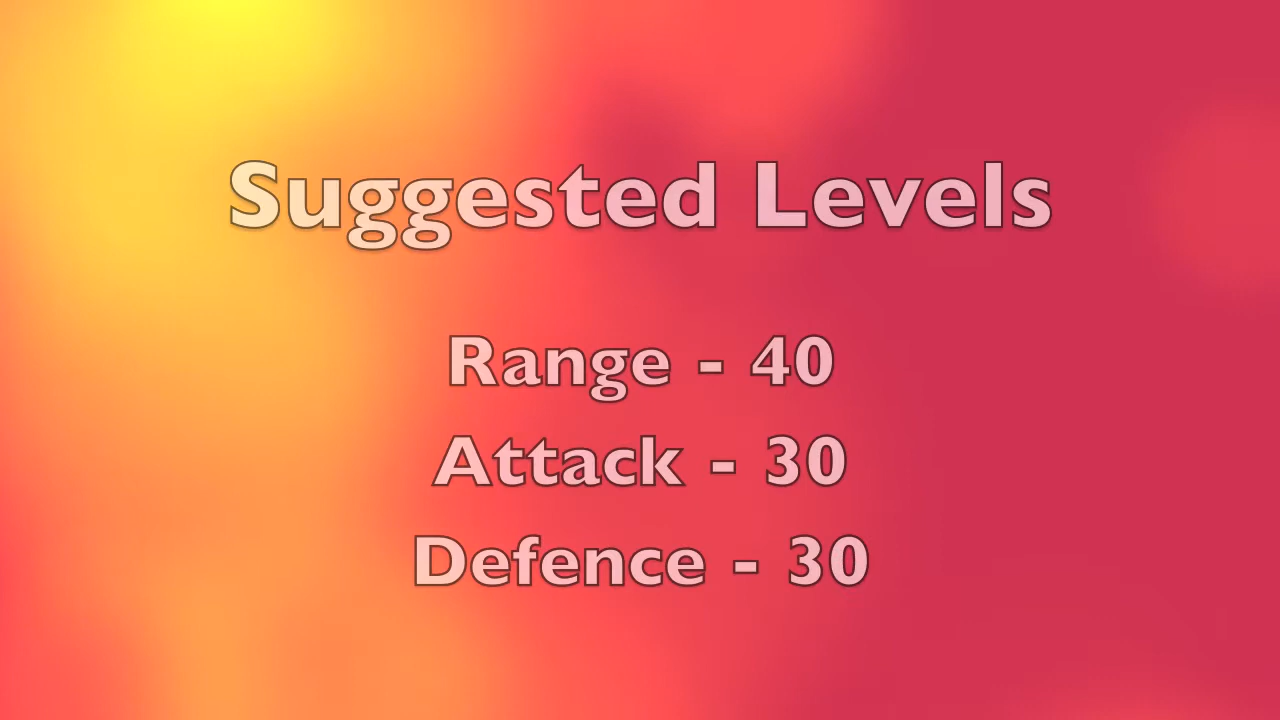 Suggested Levels
Range - 40
Attack - 30
Defence - 30